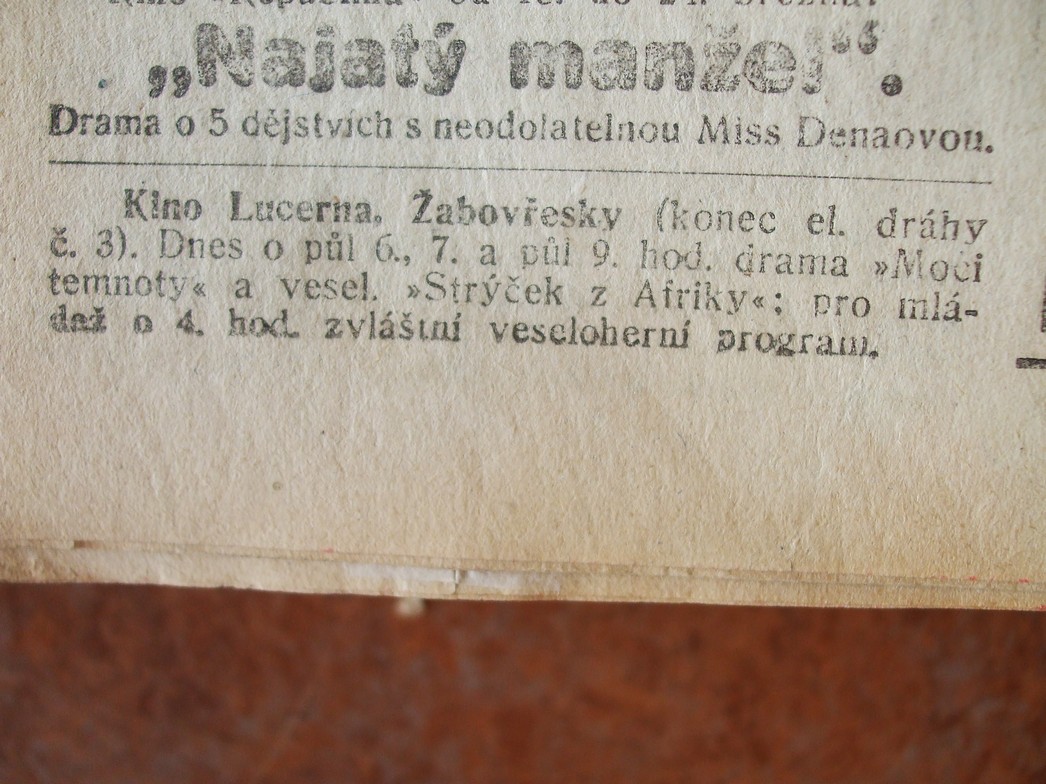 „Najatý manžel“.
Drama o 5 dějstvích s neodolatelnou Miss Denaovou.
Kino Lucerna, Žabovřesky (konec el. dráhy
č. 3). Dnes o půl 6., 7. a půl 9. hod. drama »Moci
temnoty« a vesel. »Strýček z Afriky«; pro mlá-
dež o 4. hod. zvláštní veseloherní program.